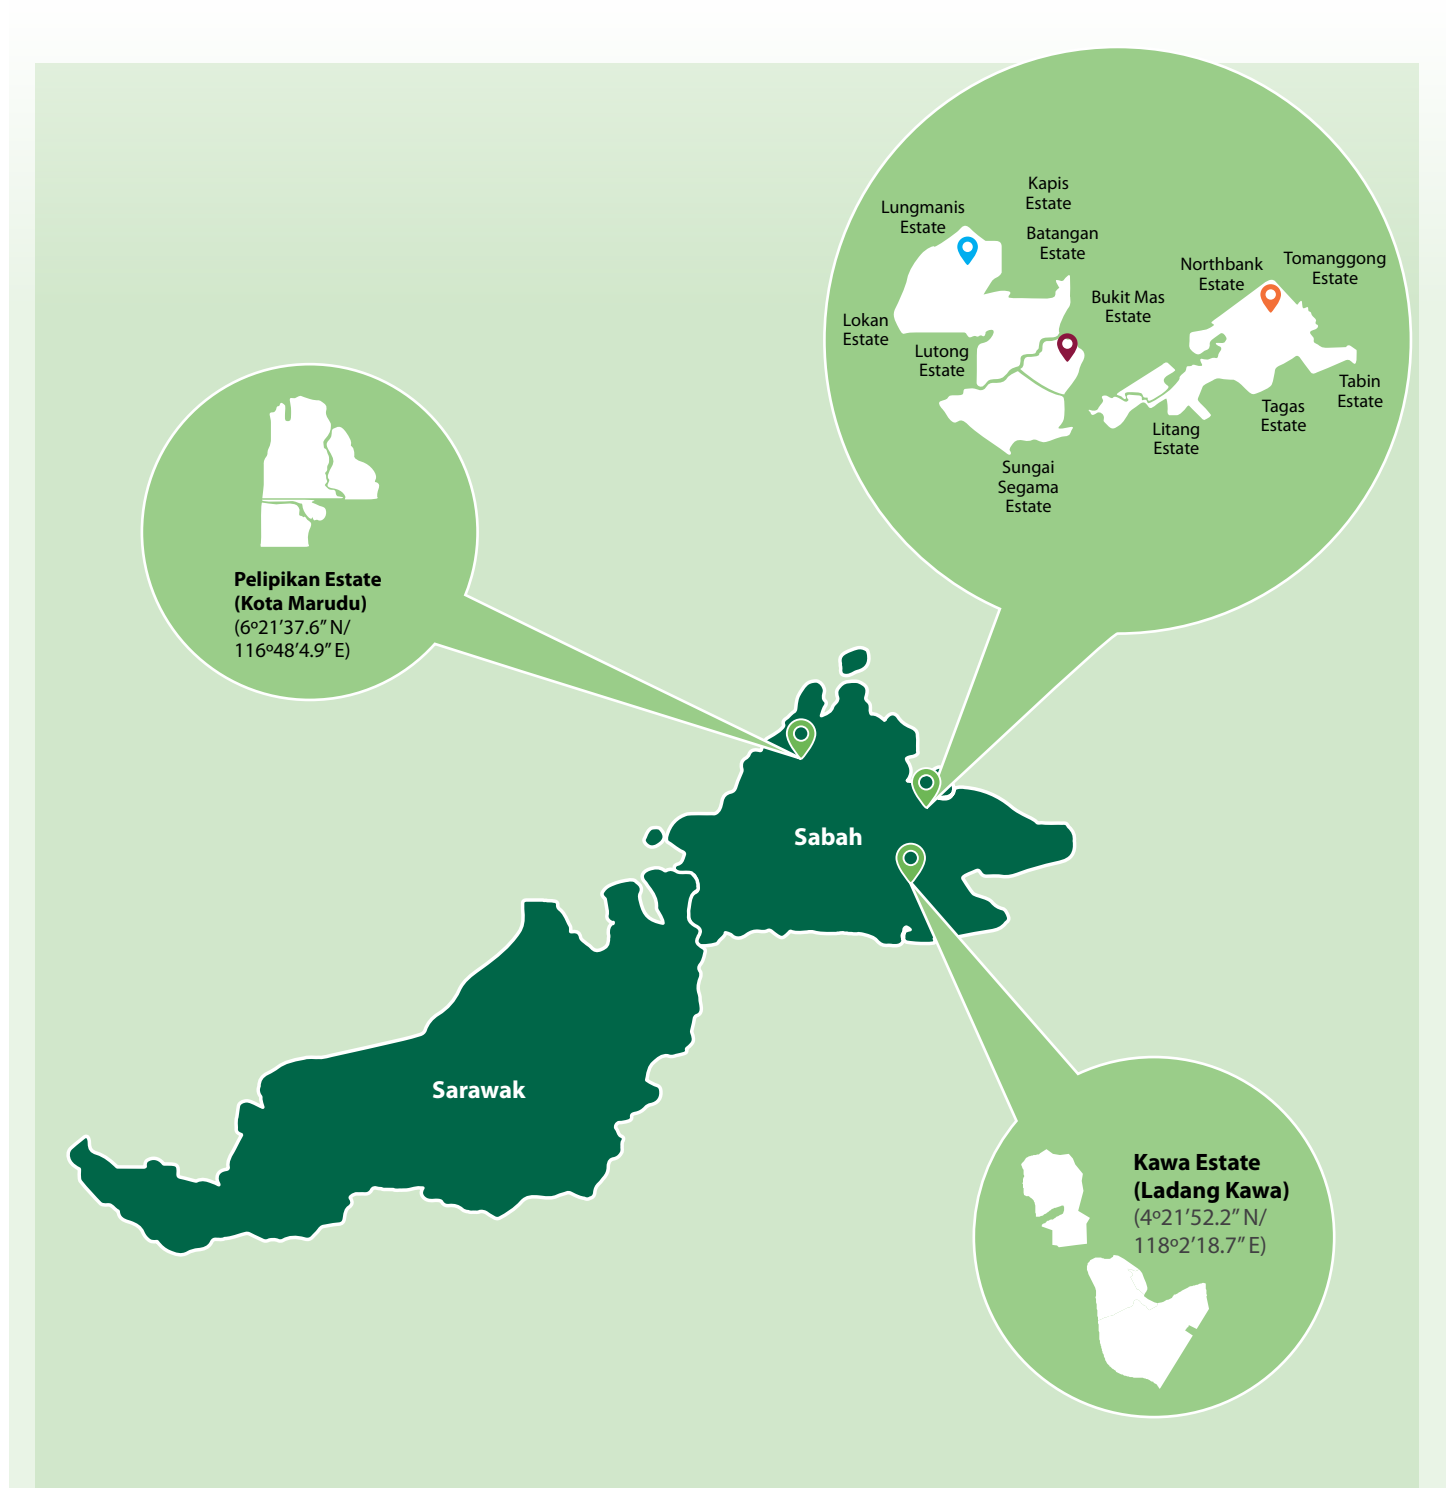 Kapis
Estate
Lungmanis
Estate
Batangan
Estate
Northbank
Estate
Tomanggong
Estate
Bukit Mas
Estate
Lokan
Estate
Lutong
Estate
Tabin
Estate
Tagas
Estate
Litang
Estate
Sungai
Segama
Estate
Pelipikan Estate
(Kota Marudu)
(6º21’37.6” N/
116º48’4.9” E)
Sabah
Sarawak
Kawa Estate
(Ladang Kawa)
(4º21’52.2” N/
118º2’18.7” E)